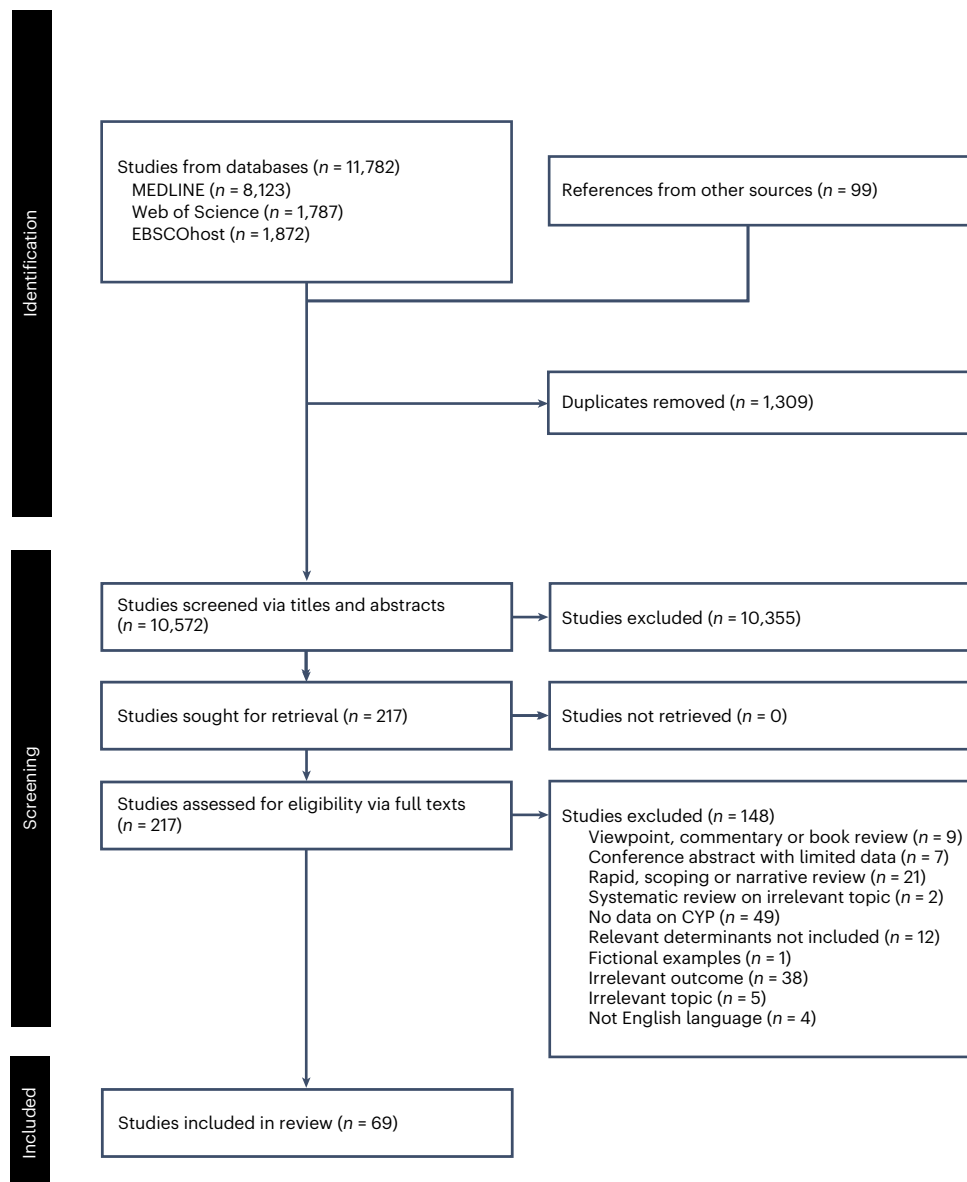 Identification
Studies from databases (n = 11,782)
MEDLINE (n = 8,123)
Web of Science (n = 1,787)
EBSCOhost (n = 1,872)
References from other sources (n = 99)
Duplicates removed (n = 1,309)
Screening
Studies screened via titles and abstracts
(n = 10,572)
Studies excluded (n = 10,355)
Studies sought for retrieval (n = 217)
Studies not retrieved (n = 0)
Studies assessed for eligibility via full texts
(n = 217)
Studies excluded (n = 148)
Viewpoint, commentary or book review (n = 9)
Conference abstract with limited data (n = 7)
Rapid, scoping or narrative review (n = 21)
Systematic review on irrelevant topic (n = 2)
No data on CYP (n = 49)
Relevant determinants not included (n = 12)
Fictional examples (n = 1)
Irrelevant outcome (n = 38)
Irrelevant topic (n = 5)
Not English language (n = 4)
Included
Studies included in review (n = 69)